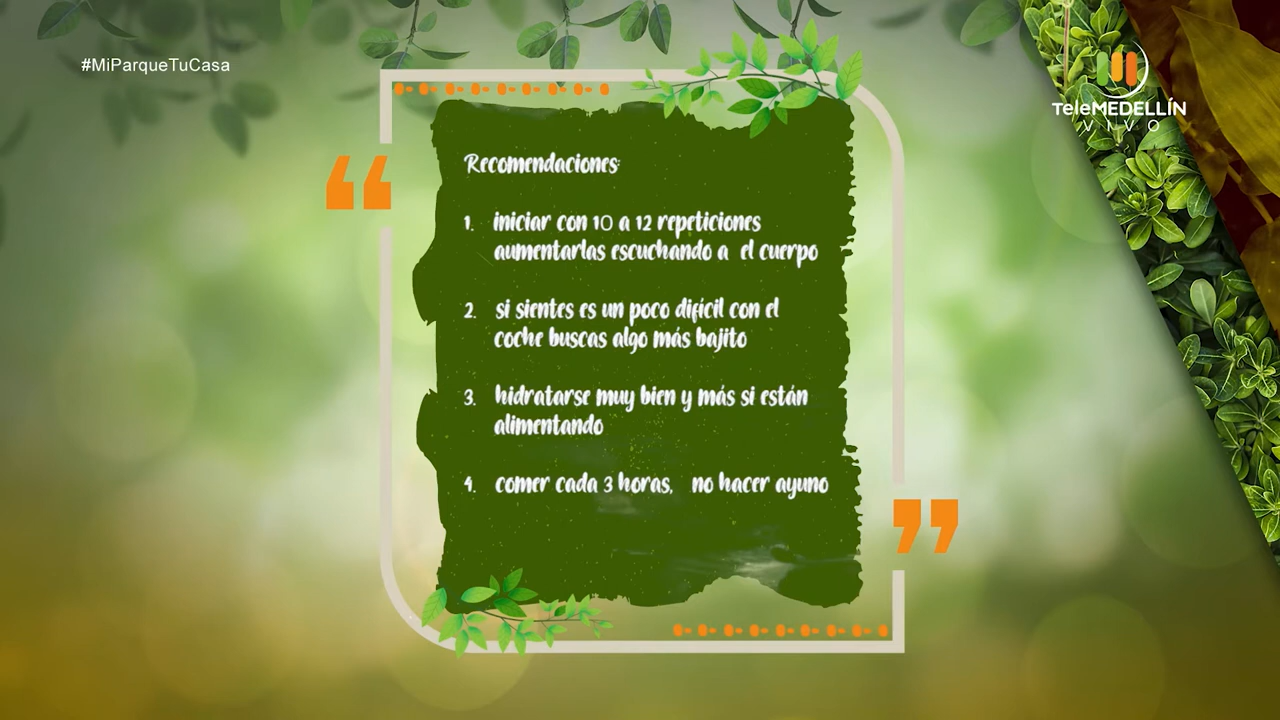 #MiParqueTuCasa
TeleMEDELLÍN
VIVO
Recomendaciones:
1. iniciar con 10 a 12 repeticiones
aumentarlas escuchando a el cuerpo
2. si sientes es un poco difícil con el
coche buscas algo más bajito
3. hidratarse muy bien y más si están
alimentando
4. comer cada 3 horas, no hacer ayuno